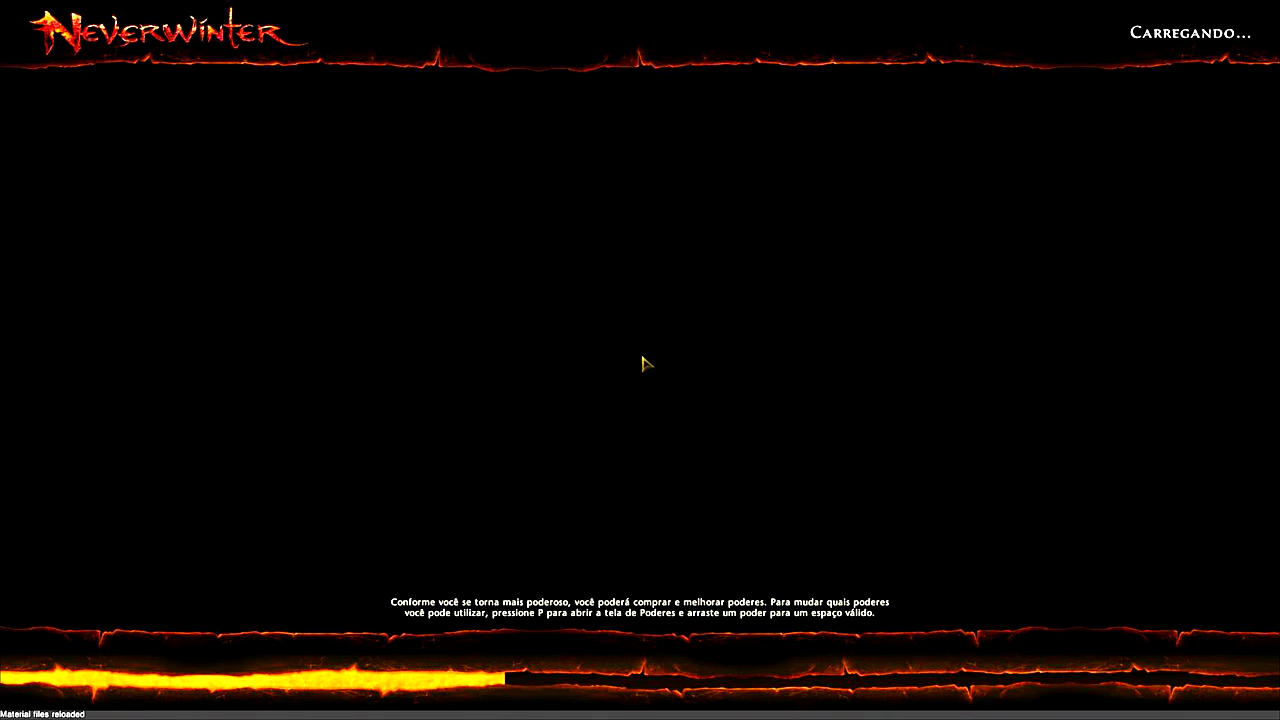 NEVERWINTER
CARREGANDO...
Conforme você se torna mais poderoso, você poderá comprar e melhorar poderes. Para mudar quais poderes
você pode utilizar, pressione P para abrir a tela de Poderes e arraste um poder para um espaço válido.
Material files reloaded